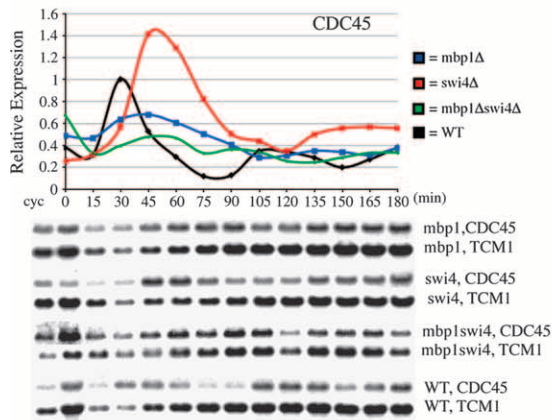 CDC45
Relative Expression
1.6
1.4
1.2
1
0.8
0.6
0.4
0.2
0
cyc 0 15 30 45 60 75 90 105 120 135 150 165 180 (min)
= mbp1Δ
= swi4Δ
= mbp1Δswi4Δ
= WT
mbp1,CDC45
mbp1, TCM1
swi4, CDC45
swi4, TCM1
mbp1swi4, CDC45
mbp1swi4, TCM1
WT, CDC45
WT, TCM1